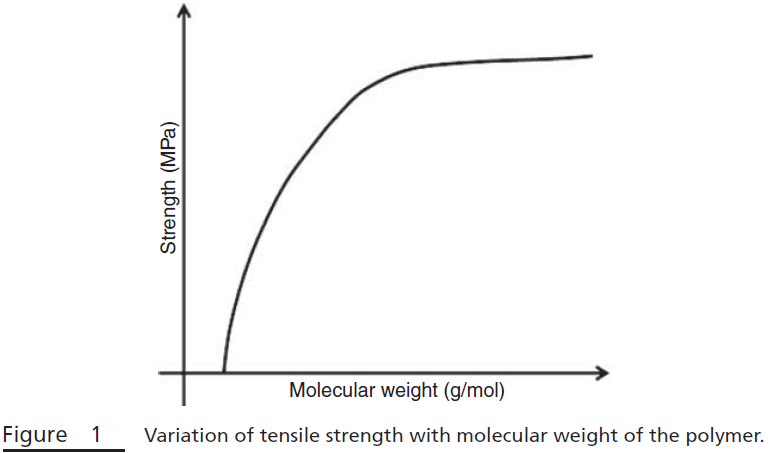 Strength (MPa)
Molecular weight (g/mol)
Figure 1 Variation of tensile strength with molecular weight of the polymer.